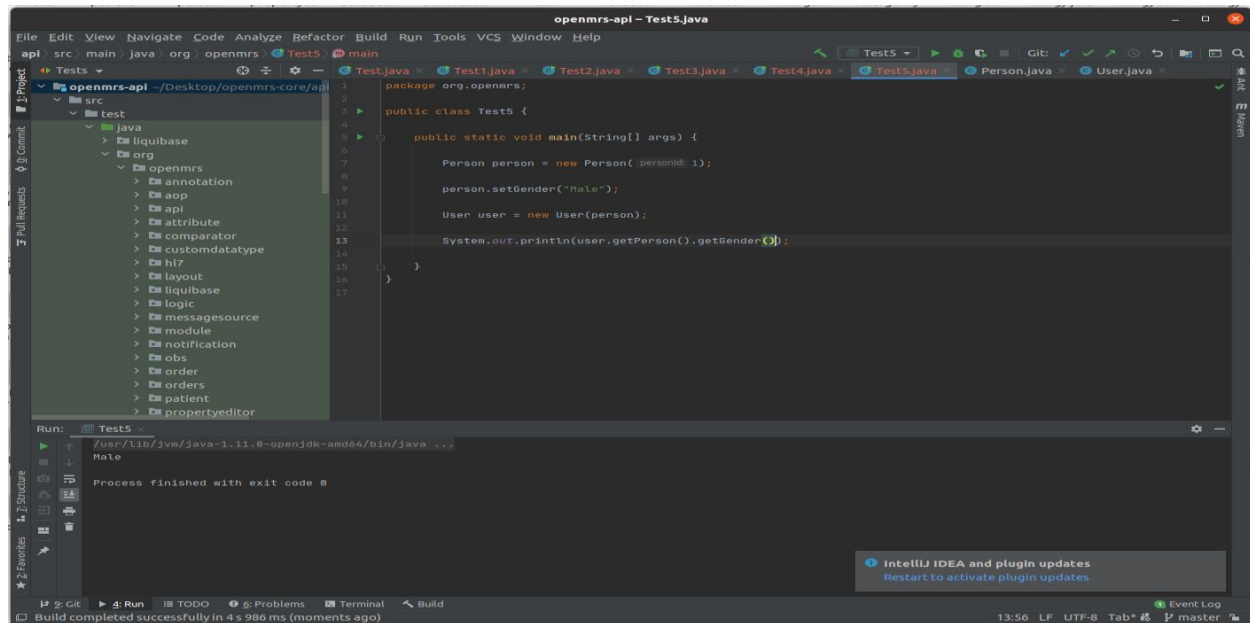 openmrs-api – Test5.java
File Edit View Navigate Code Analyze Refactor Build Run Tools VCS Window Help
api src main java org openmrs Test5 main Test5 Git:
Tests Test.java Test1.java Test2.java Test3.java Test4.java Test5.java Person.java User.java
1: Project
0: Commit
Pull Requests
7: Structure
2: Favorites
Ant
Maven
openmrs-api ~/Desktop/openmrs-core/api
src
test
java
liquibase
org
openmrs
annotation
aop
api
attribute
comparator
customdatatype
hl7
layout
liquibase
logic
messagesource
module
notification
obs
order
orders
patient
propertyeditor
1 package org.openmrs;
2
3 public class Test5 {
4
5 public static void main(String[] args) {
6
7 Person person = new Person( personId: 1);
8
9 person.setGender("Male");
10
11 User user = new User(person);
12
13 System.out.println(user.getPerson().getGender());
14
15 }
16 }
17
Run: Test5
/usr/lib/jvm/java-1.11.0-openjdk-amd64/bin/java ...
Male
Process finished with exit code 0
IntelliJ IDEA and plugin updates
Restart to activate plugin updates
9: Git 4: Run TODO 6: Problems Terminal Build 1 Event Log
Build completed successfully in 4 s 986 ms (moments ago) 13:56 LF UTF-8 Tab* master